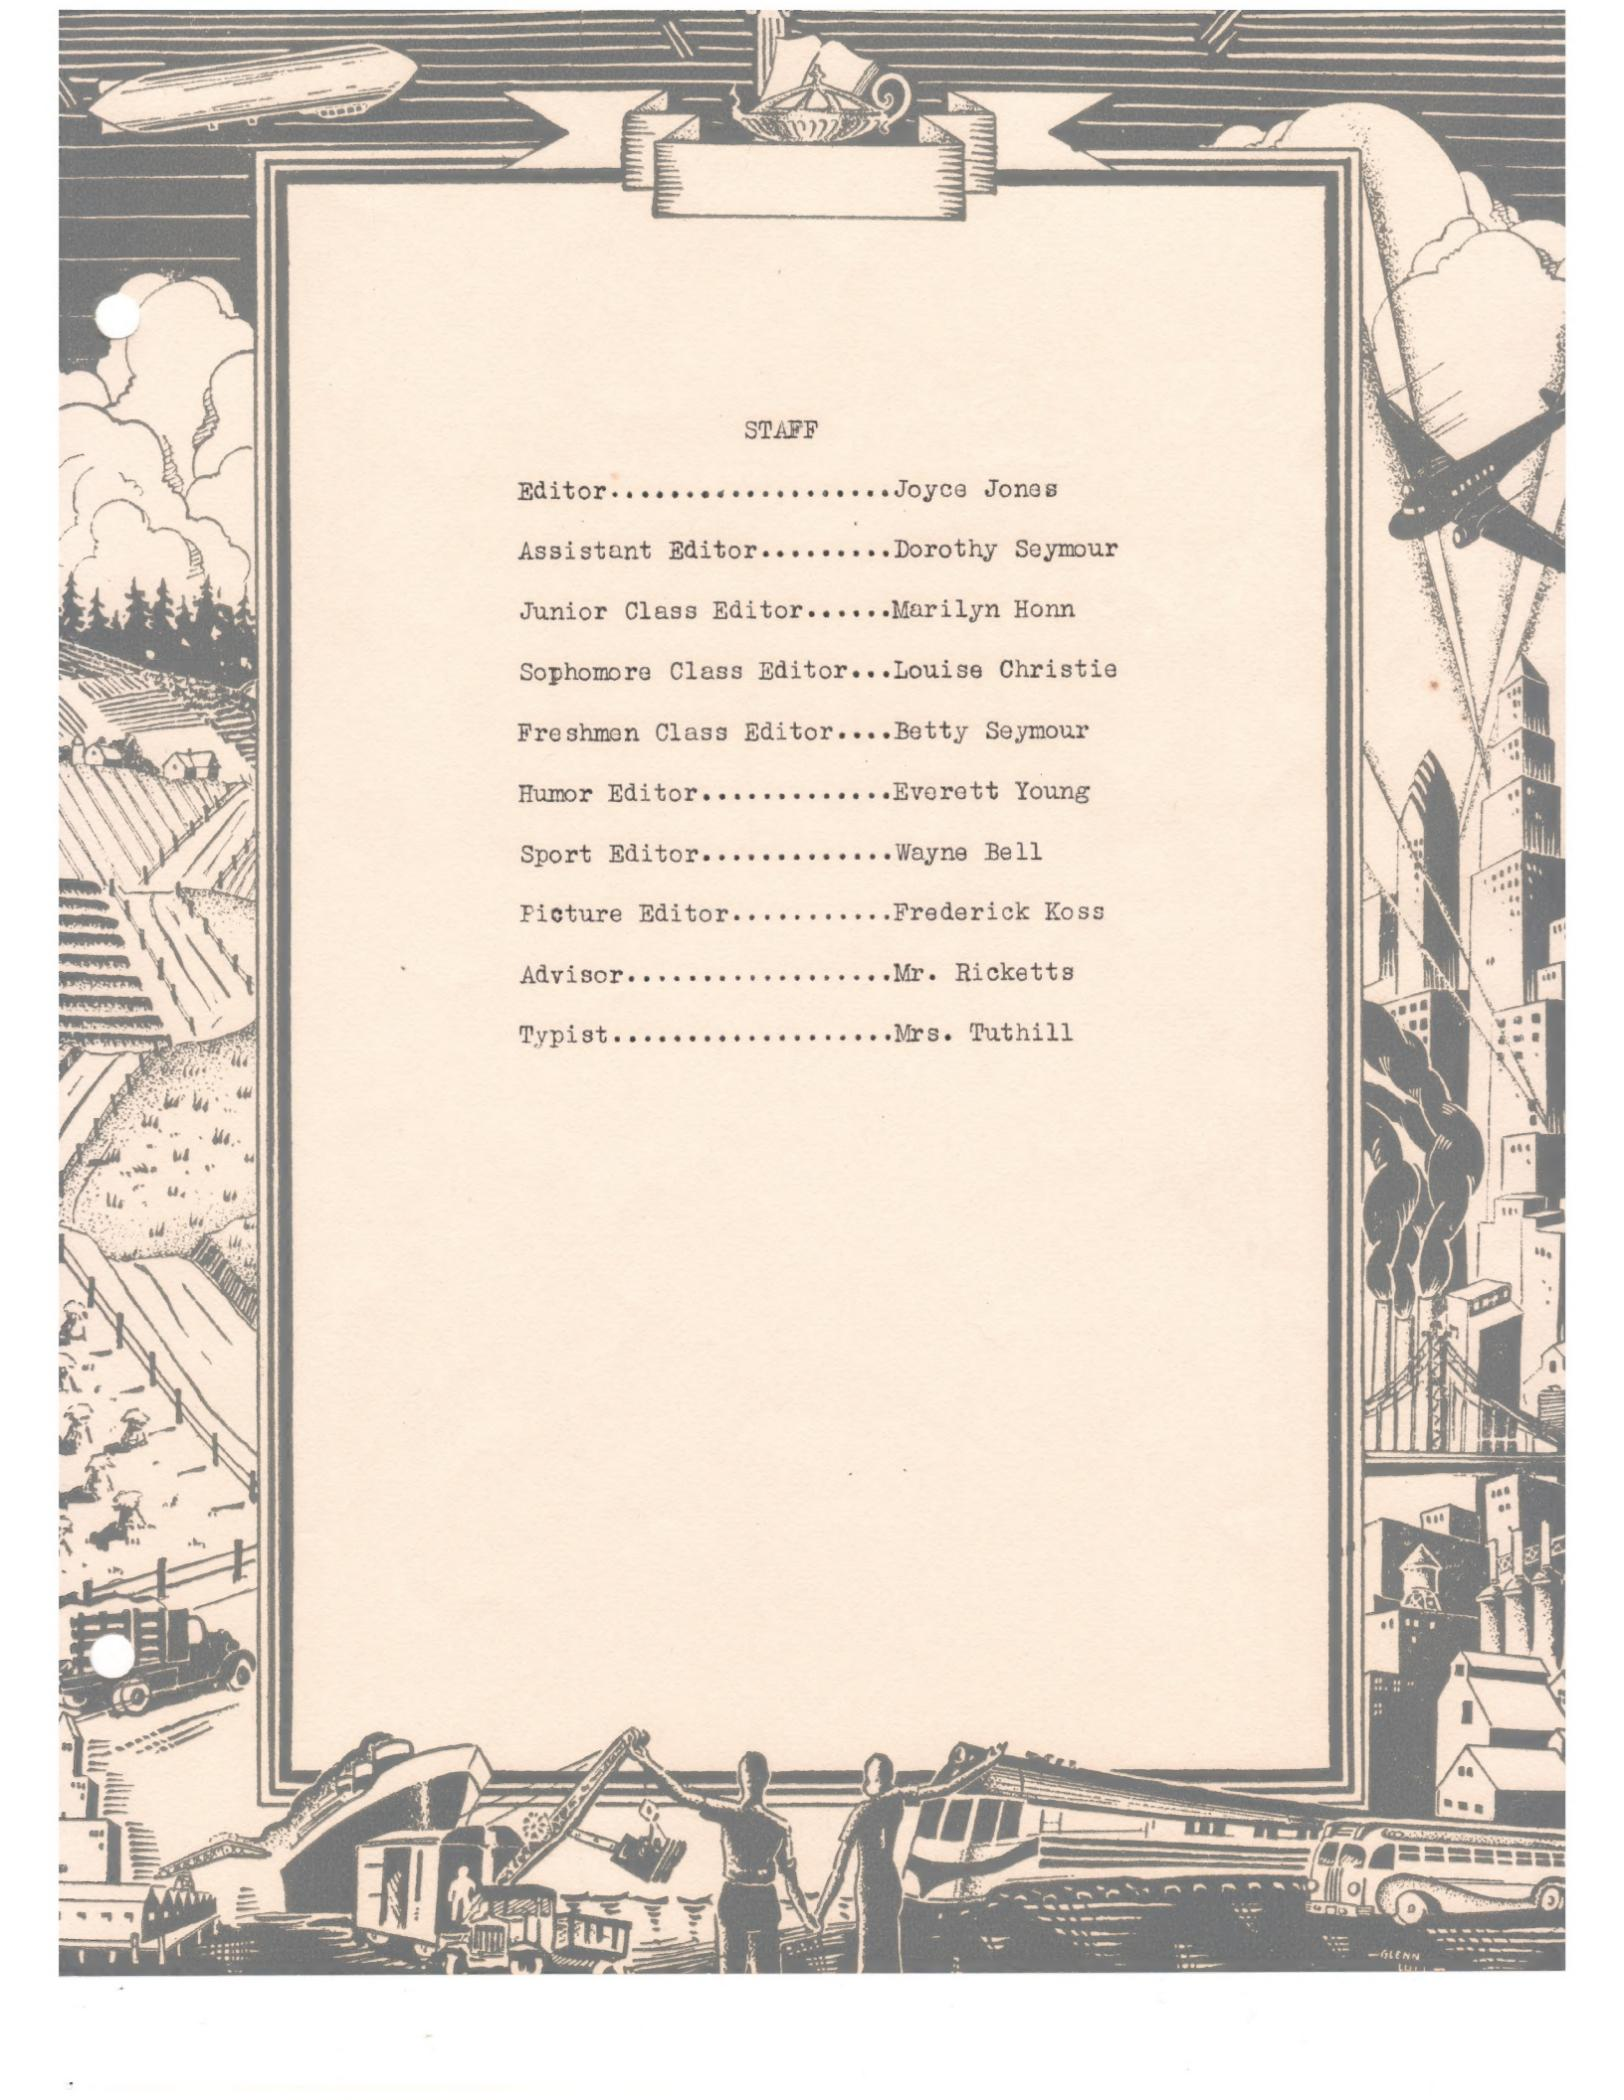 STAFF
Editor...................Joyce Jones
Assistant Editor.........Dorothy Seymour
Junior Class Editor......Marilyn Honn
Sophomore Class Editor...Louise Christie
Freshmen Class Editor....Betty Seymour
Humor Editor.............Everett Young
Sport Editor.............Wayne Bell
Picture Editor...........Frederick Koss
Advisor..................Mr. Ricketts
Typist...................Mrs. Tuthill
GLENN